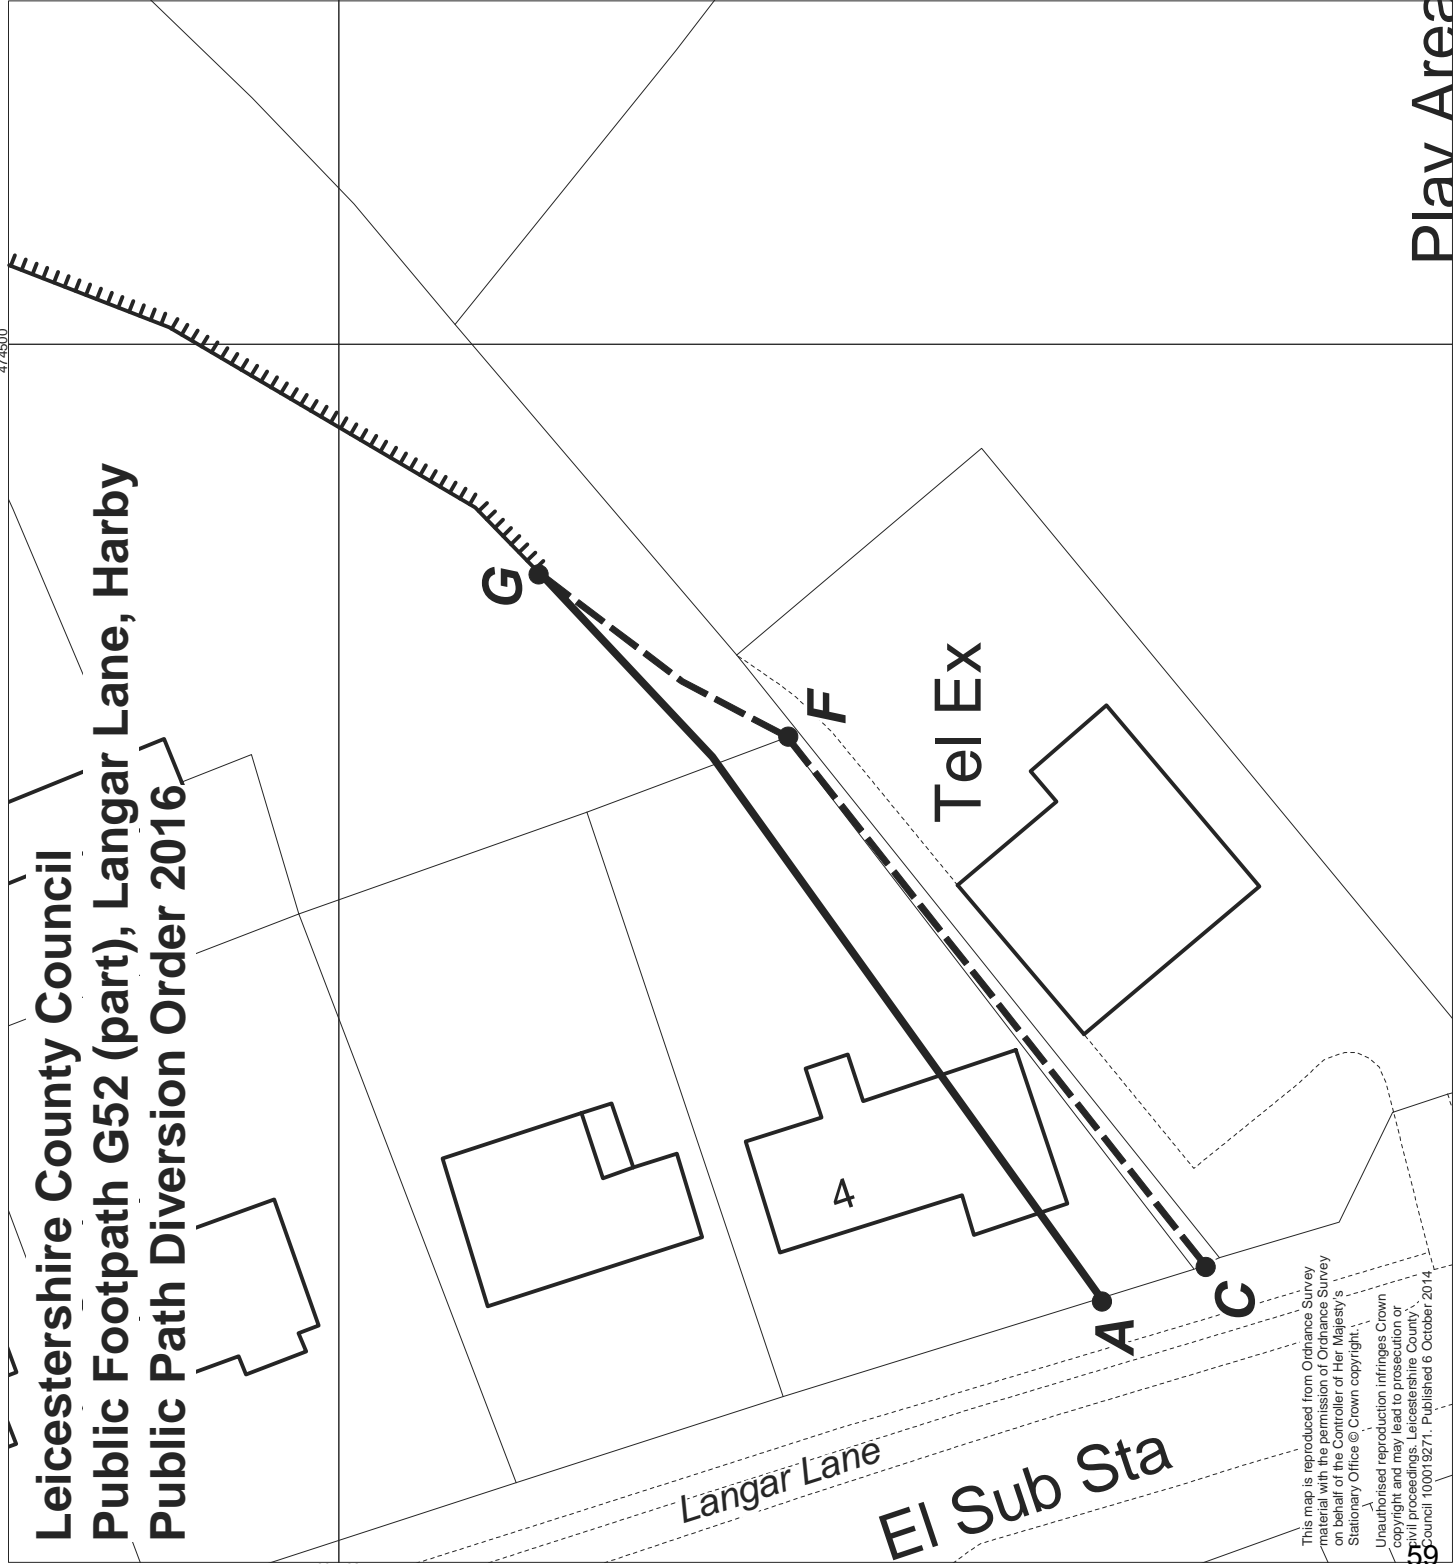 Leicestershire County Council
Public Footpath G52 (part), Langar Lane, Harby
Public Path Diversion Order 2016
474500
G
F
A
C
4
Tel Ex
Play Area
Langar Lane
El Sub Sta
This map is reproduced from Ordnance Survey
material with the permission of Ordnance Survey
on behalf of the Controller of Her Majesty's
Stationary Office © Crown copyright.
Unauthorised reproduction infringes Crown
copyright and may lead to prosecution or
civil proceedings. Leicestershire County
Council 100019271. Published 6 October 2014
59